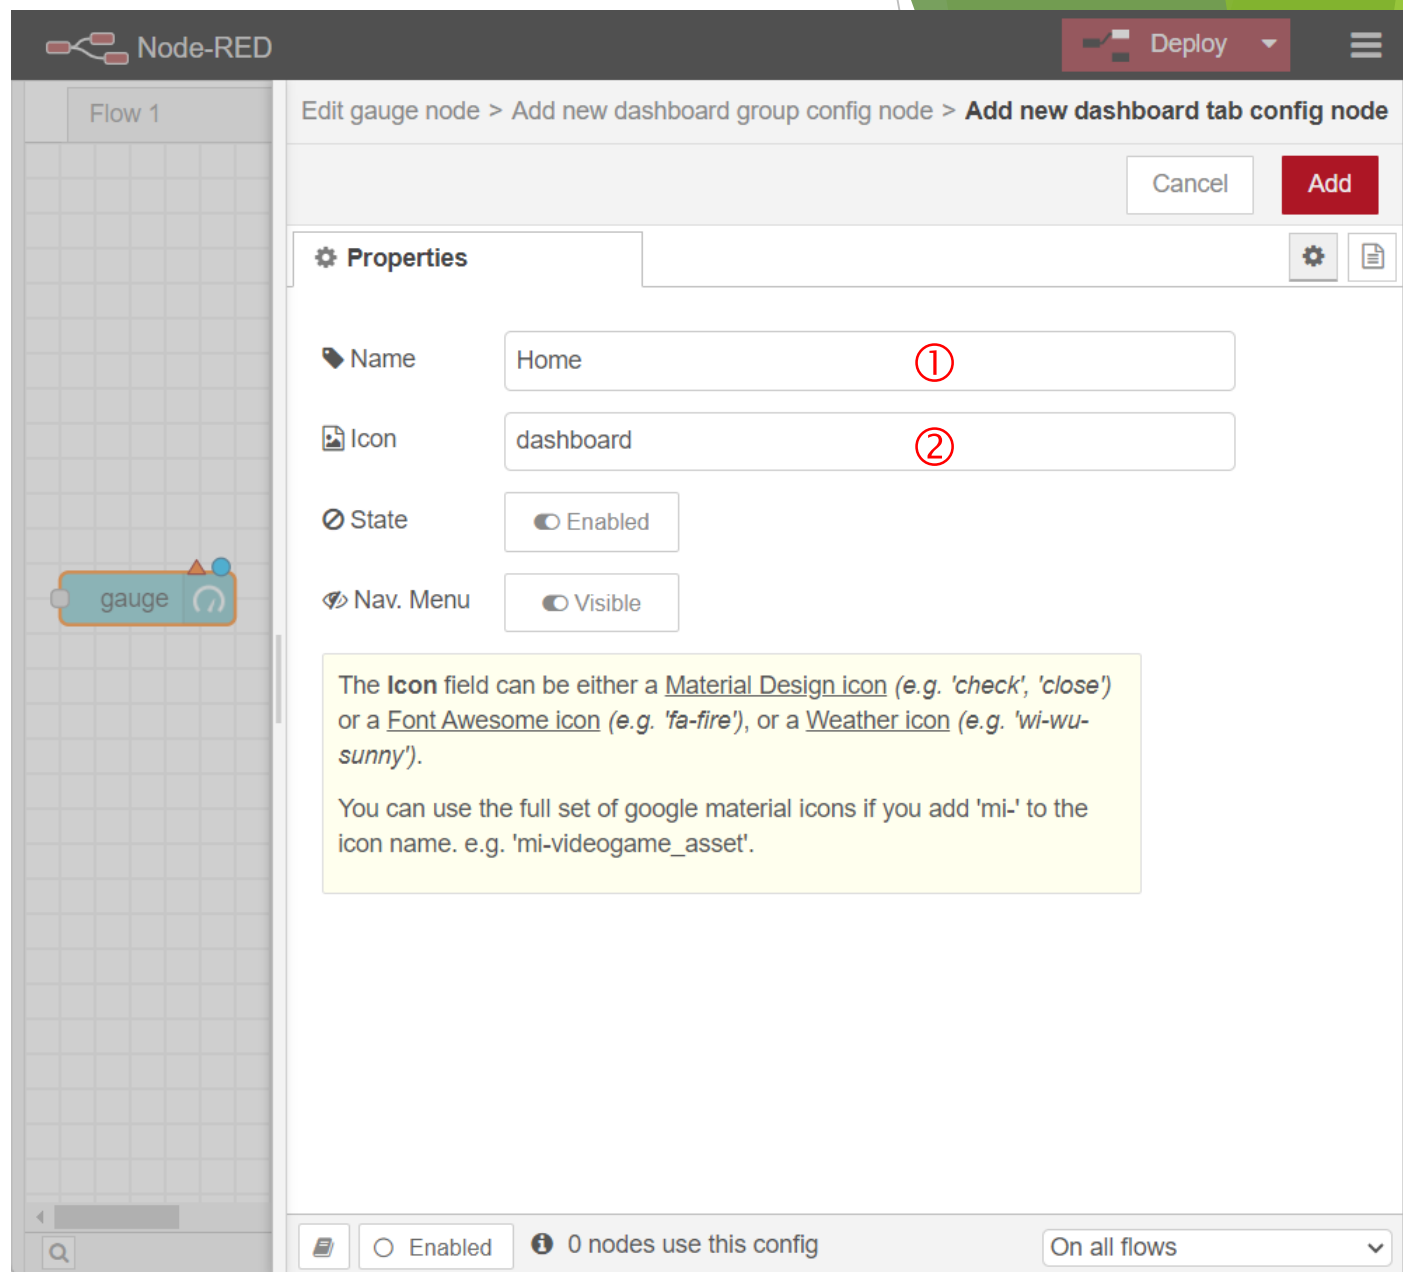 Node-RED
Deploy
Flow 1
Edit gauge node > Add new dashboard group config node > Add new dashboard tab config node
Cancel
Add
Properties
Name
Home
①
Icon
dashboard
②
State
Enabled
gauge
Nav. Menu
Visible
The Icon field can be either a Material Design icon (e.g. 'check', 'close')
or a Font Awesome icon (e.g. 'fa-fire'), or a Weather icon (e.g. 'wi-wu-
sunny').
You can use the full set of google material icons if you add 'mi-' to the
icon name. e.g. 'mi-videogame_asset'.
Enabled
0 nodes use this config
On all flows